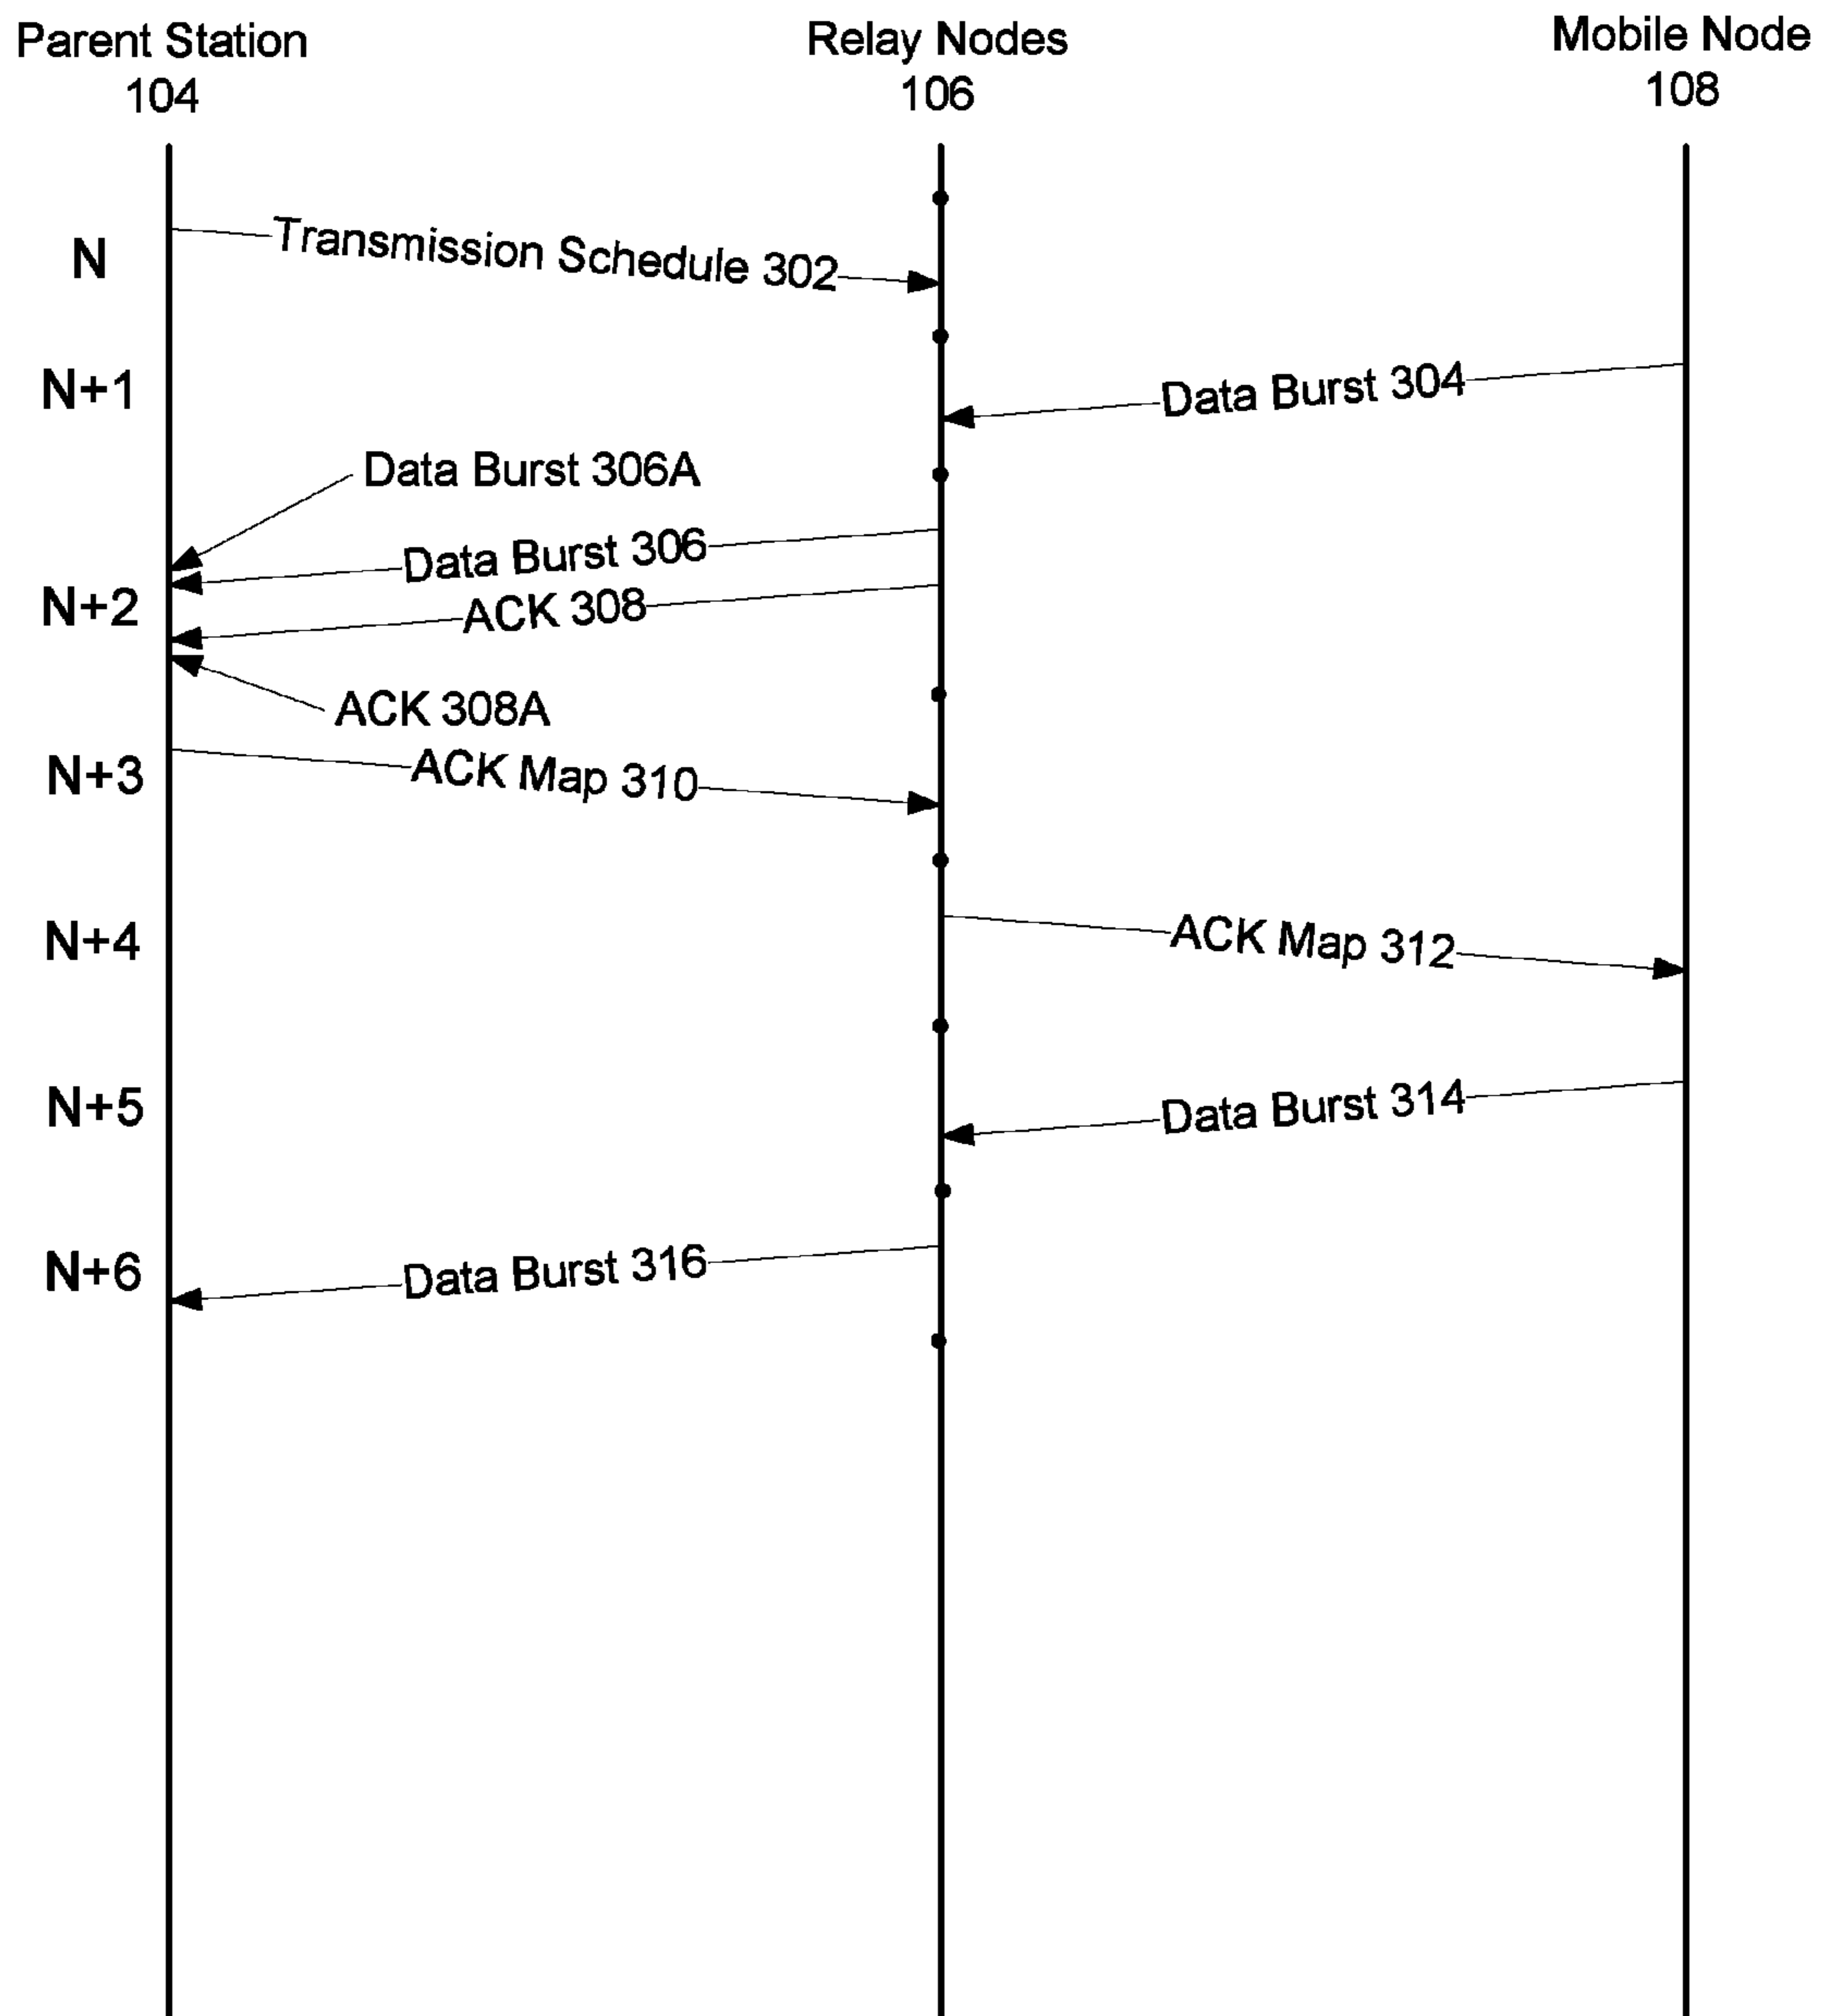 Parent Station
104
Relay Nodes
106
Mobile Node
108
N
Transmission Schedule 302
N+1
Data Burst 304
Data Burst 306A
Data Burst 306
N+2
ACK 308
ACK 308A
N+3
ACK Map 310
N+4
ACK Map 312
N+5
Data Burst 314
N+6
Data Burst 316